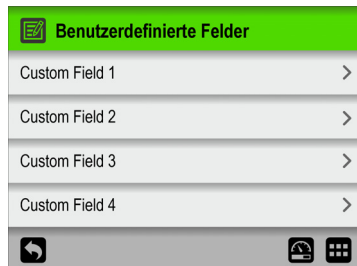 Benutzerdefinierte Felder
Custom Field 1
Custom Field 2
Custom Field 3
Custom Field 4